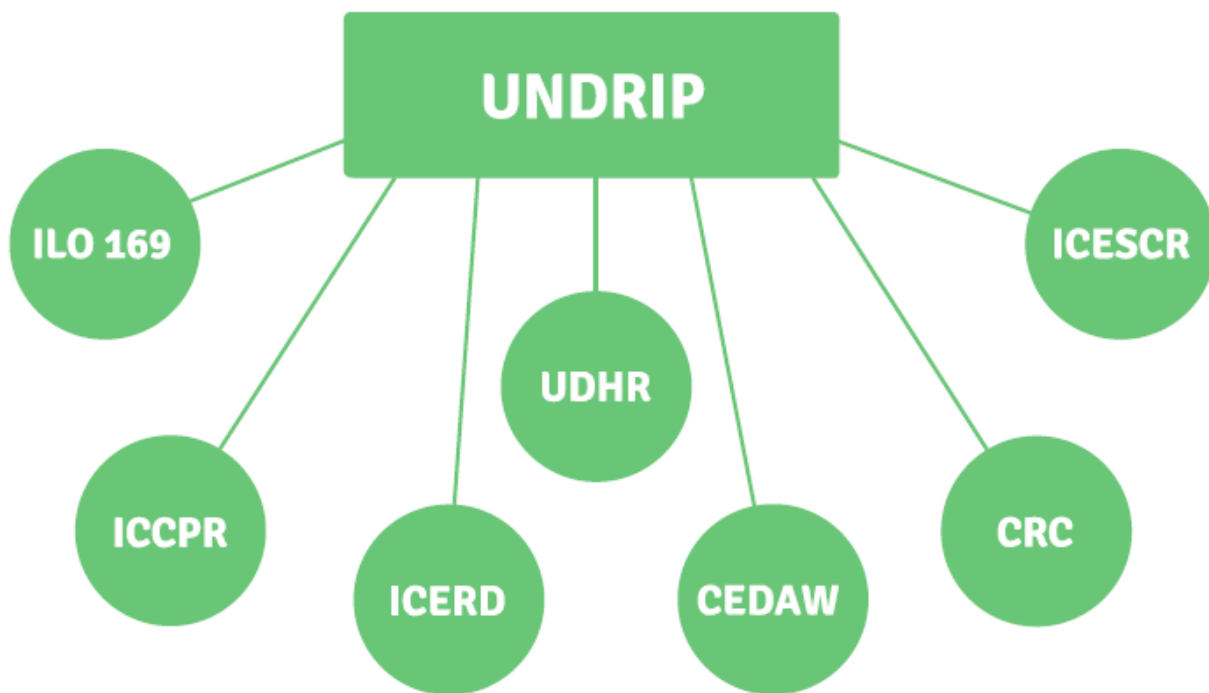 UNDRIP
ILO 169
ICESCR
UDHR
ICCPR
CRC
ICERD
CEDAW